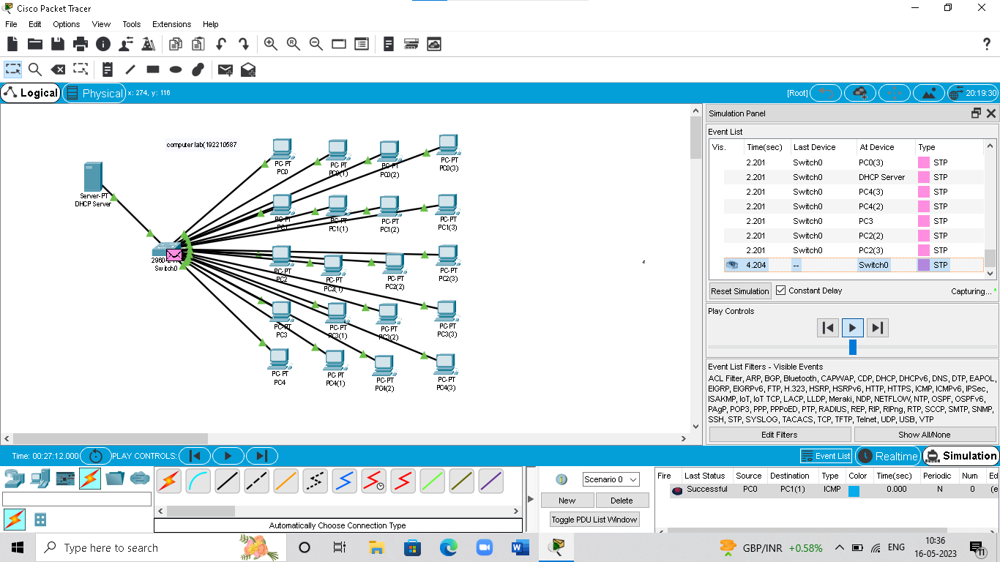 Cisco Packet Tracer
File Edit Options View Tools Extensions Help
?
Logical Physical x: 274, y: 116 [Root] 20:19:30
computer lab(192210587
PC-PT
PC0
PC-PT
PC0(1)
PC-PT
PC0(2)
PC-PT
PC0(3)
Server-PT
DHCP Server
PC-PT
PC1
PC-PT
PC1(1)
PC-PT
PC1(2)
PC-PT
PC1(3)
Switch0
PC-PT
PC2
PC-PT
PC2(1)
PC-PT
PC2(2)
PC-PT
PC2(3)
PC-PT
PC3
PC-PT
PC3(1)
PC-PT
PC3(2)
PC-PT
PC3(3)
PC-PT
PC4
PC-PT
PC4(1)
PC-PT
PC4(2)
PC-PT
PC4(3)
Simulation Panel
Event List
Vis. Time(sec) Last Device At Device Type
2.201 Switch0 PC0(3) STP
2.201 Switch0 DHCP Server STP
2.201 Switch0 PC4(3) STP
2.201 Switch0 PC4(2) STP
2.201 Switch0 PC3 STP
2.201 Switch0 PC2(2) STP
2.201 Switch0 PC2(3) STP
4.204 -- Switch0 STP
Reset Simulation Constant Delay Capturing...
Play Controls
Event List Filters - Visible Events
ACL Filter, ARP, BGP, Bluetooth, CAPWAP, CDP, DHCP, DHCPv6, DNS, DTP, EAPOL,
EIGRP, EIGRPv6, FTP, H.323, HSRP, HSRPv6, HTTP, HTTPS, ICMP, ICMPv6, IPSec,
ISAKMP, IoT, IoT TCP, LACP, LLDP, Meraki, NDP, NETFLOW, NTP, OSPF, OSPFv6,
PAgP, POP3, PPP, PPPoED, PTP, RADIUS, REP, RIP, RIPng, RTP, SCCP, SMTP, SNMP,
SSH, STP, SYSLOG, TACACS, TCP, TFTP, Telnet, UDP, USB, VTP
Edit Filters Show All/None
Time: 00:27:12.000 PLAY CONTROLS: Event List Realtime Simulation
Automatically Choose Connection Type
Scenario 0
New Delete
Toggle PDU List Window
Fire Last Status Source Destination Type Color Time(sec) Periodic Num Ed
Successful PC0 PC1(1) ICMP 0.000 N 0 (e
Type here to search
GBP/INR +0.58% ENG 10:36
16-05-2023 11